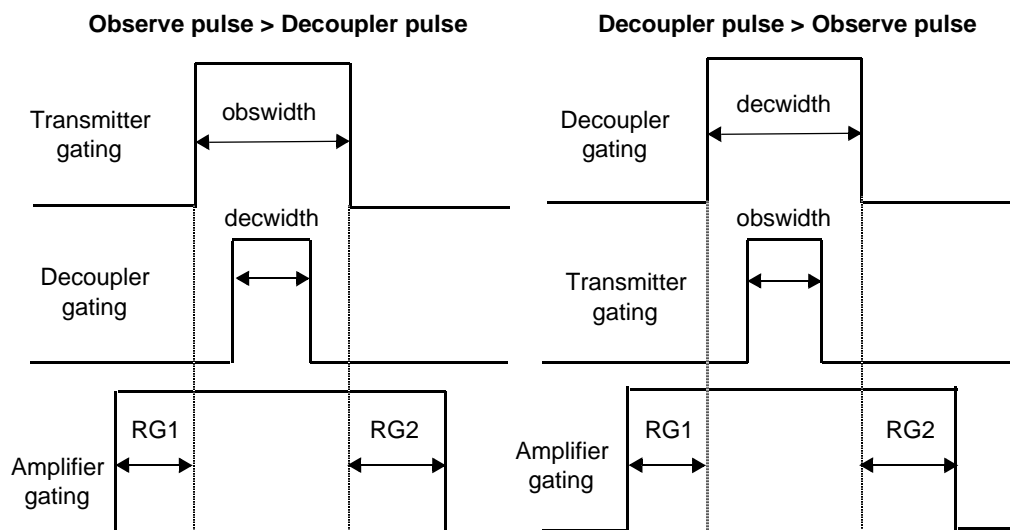 Observe pulse > Decoupler pulse
Transmitter
gating
obswidth
decwidth
Decoupler
gating
RG1
RG2
Amplifier
gating
Decoupler pulse > Observe pulse
Decoupler
gating
decwidth
obswidth
Transmitter
gating
RG1
RG2
Amplifier
gating